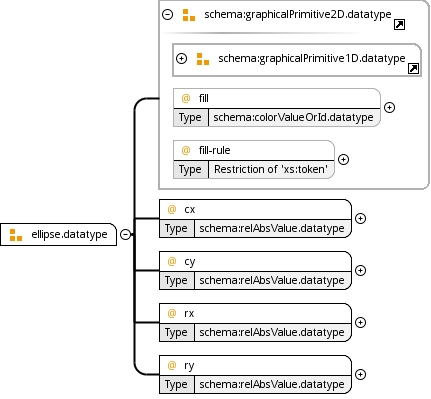 schema:graphicalPrimitive2D.datatype
schema:graphicalPrimitive1D.datatype
@ fill
Type schema:colorValueOrId.datatype
@ fill-rule
Type Restriction of 'xs:token'
@ cx
Type schema:relAbsValue.datatype
ellipse.datatype
@ cy
Type schema:relAbsValue.datatype
@ rx
Type schema:relAbsValue.datatype
@ ry
Type schema:relAbsValue.datatype